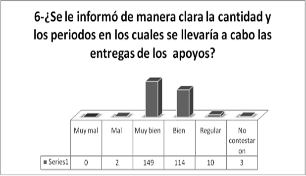 6-¿Se le informó de manera clara la cantidad y
los periodos en los cuales se llevaría a cabo las
entregas de los apoyos?
Muy mal Mal Muy bien Bien Regular No
contestar
on
Series1 0 2 149 114 10 3